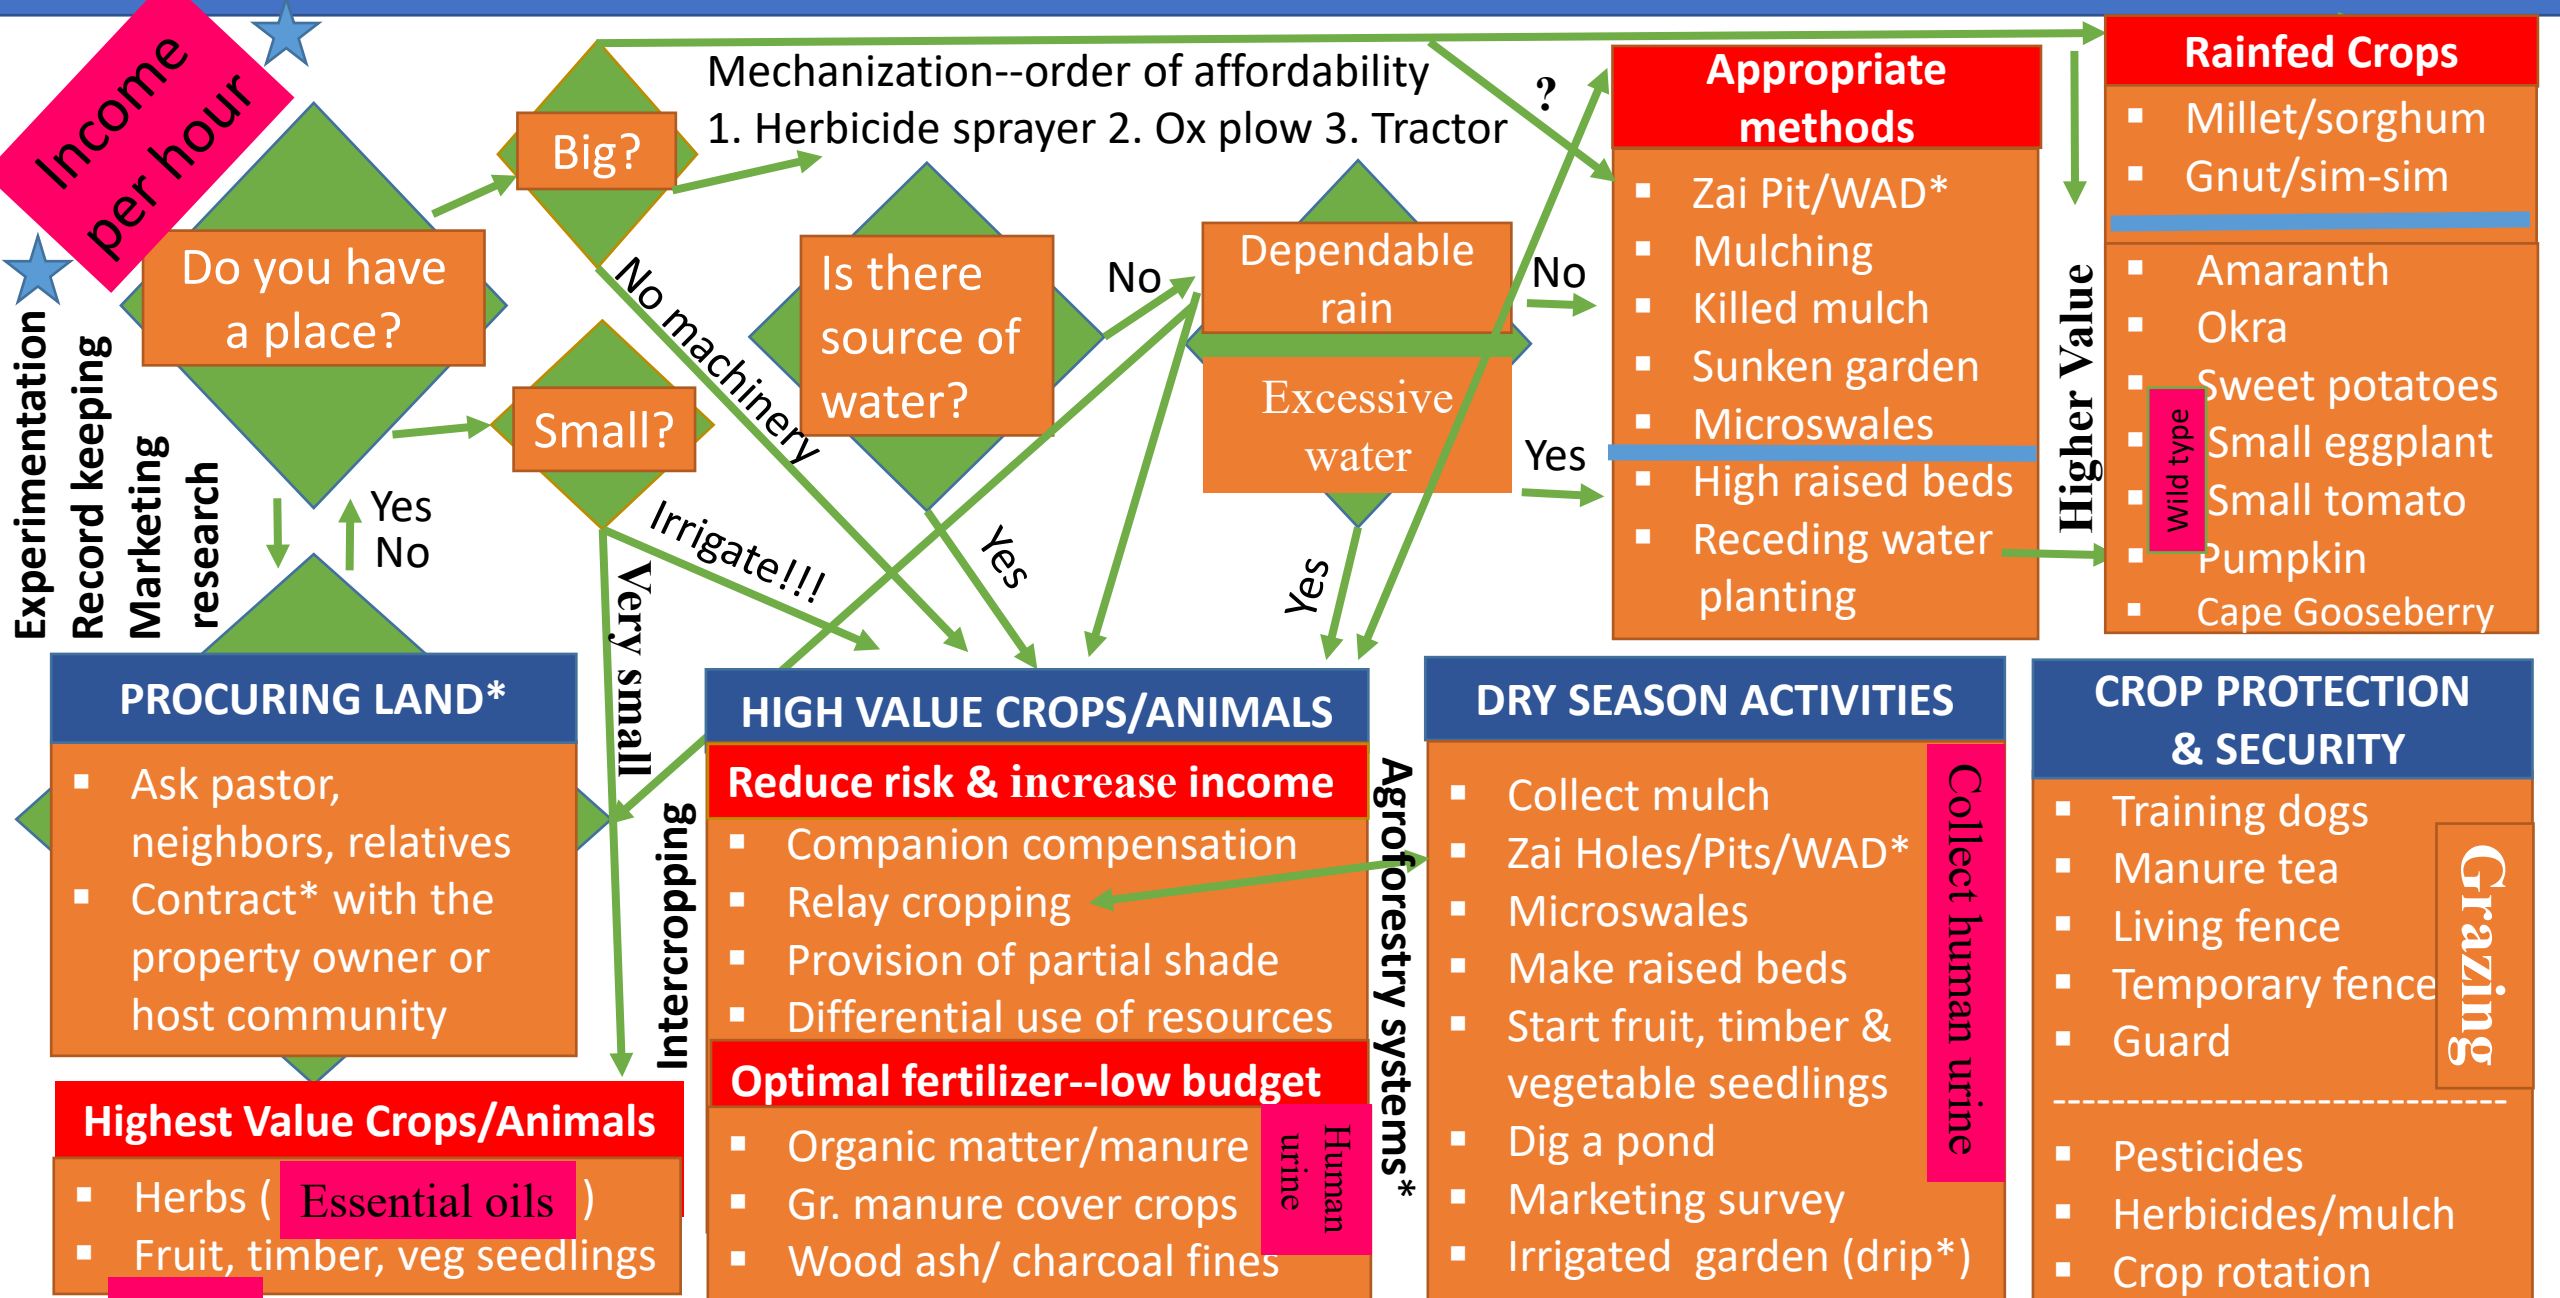 Income
per hour
Experimentation
Record keeping
Marketing
research
Do you have
a place?
Yes
No
Big?
Small?
Mechanization--order of affordability
1. Herbicide sprayer 2. Ox plow 3. Tractor
No machinery
Irrigate!!!
Very small
Is there
source of
water?
No
Yes
Dependable
rain
Excessive
water
No
Yes
Yes
?
Appropriate
methods
▪ Zai Pit/WAD*
▪ Mulching
▪ Killed mulch
▪ Sunken garden
▪ Microswales
▪ High raised beds
▪ Receding water
planting
Higher Value
Rainfed Crops
▪ Millet/sorghum
▪ Gnut/sim-sim
▪ Amaranth
▪ Okra
▪ Sweet potatoes
▪ Small eggplant
▪ Small tomato
▪ Pumpkin
▪ Cape Gooseberry
Wild type
PROCURING LAND*
▪ Ask pastor,
neighbors, relatives
▪ Contract* with the
property owner or
host community
Highest Value Crops/Animals
▪ Herbs ( Essential oils )
▪ Fruit, timber, veg seedlings
Intercropping
HIGH VALUE CROPS/ANIMALS
Reduce risk & increase income
▪ Companion compensation
▪ Relay cropping
▪ Provision of partial shade
▪ Differential use of resources
Optimal fertilizer--low budget
▪ Organic matter/manure
▪ Gr. manure cover crops
▪ Wood ash/ charcoal fines
Human
urine
Agroforestry systems*
DRY SEASON ACTIVITIES
▪ Collect mulch
▪ Zai Holes/Pits/WAD*
▪ Microswales
▪ Make raised beds
▪ Start fruit, timber &
vegetable seedlings
▪ Dig a pond
▪ Marketing survey
▪ Irrigated garden (drip*)
Collect human urine
CROP PROTECTION
& SECURITY
▪ Training dogs
▪ Manure tea
▪ Living fence
▪ Temporary fence
▪ Guard
Grazing
--------------------------------
▪ Pesticides
▪ Herbicides/mulch
▪ Crop rotation